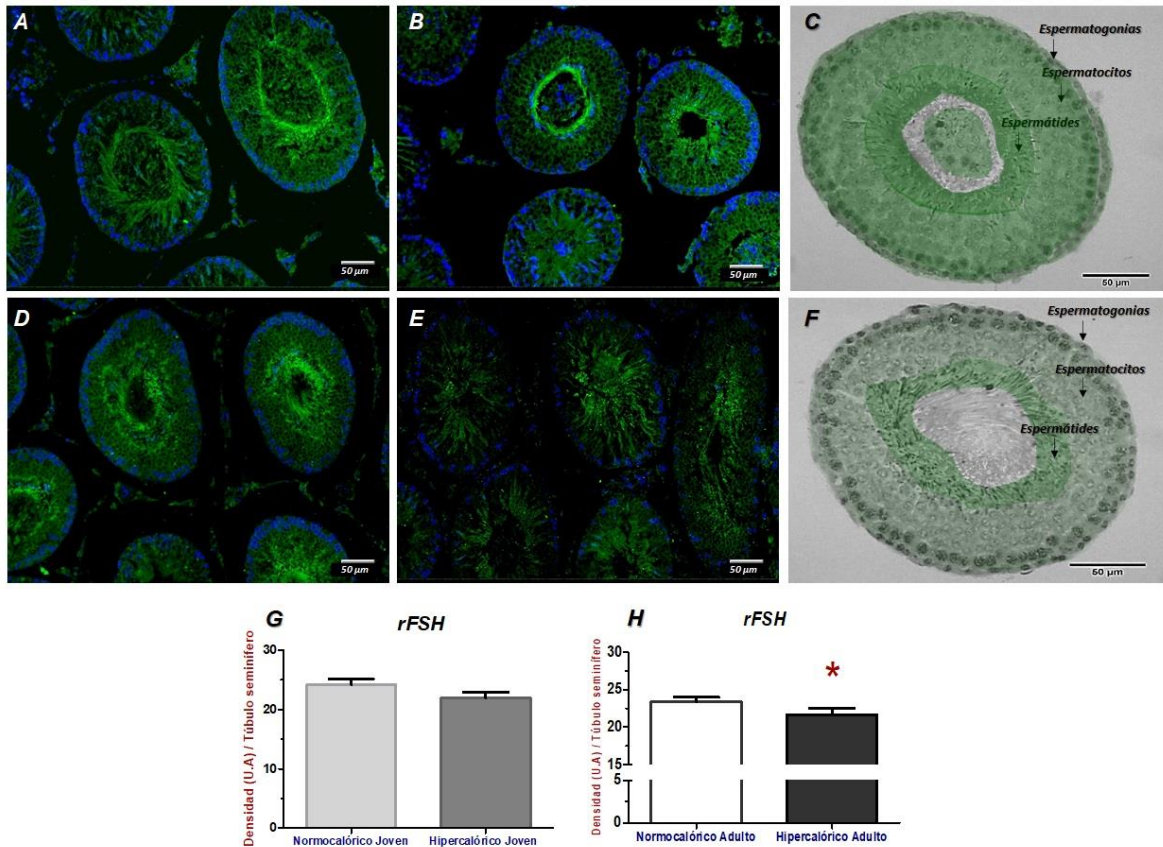 A
50 µm
B
50 µm
C
Espermatogonias
Espermatocitos
Espermátides
50 µm
D
50 µm
E
50 µm
F
Espermatogonias
Espermatocitos
Espermátides
50 µm
G
rFSH
Densidad (U.A) / Túbulo seminífero
30
20
10
0
Normocalórico Joven
Hipercalórico Joven
H
rFSH
Densidad (U.A) / Túbulo seminífero
30
25
20
15
5
0
*
Normocalórico Adulto
Hipercalórico Adulto